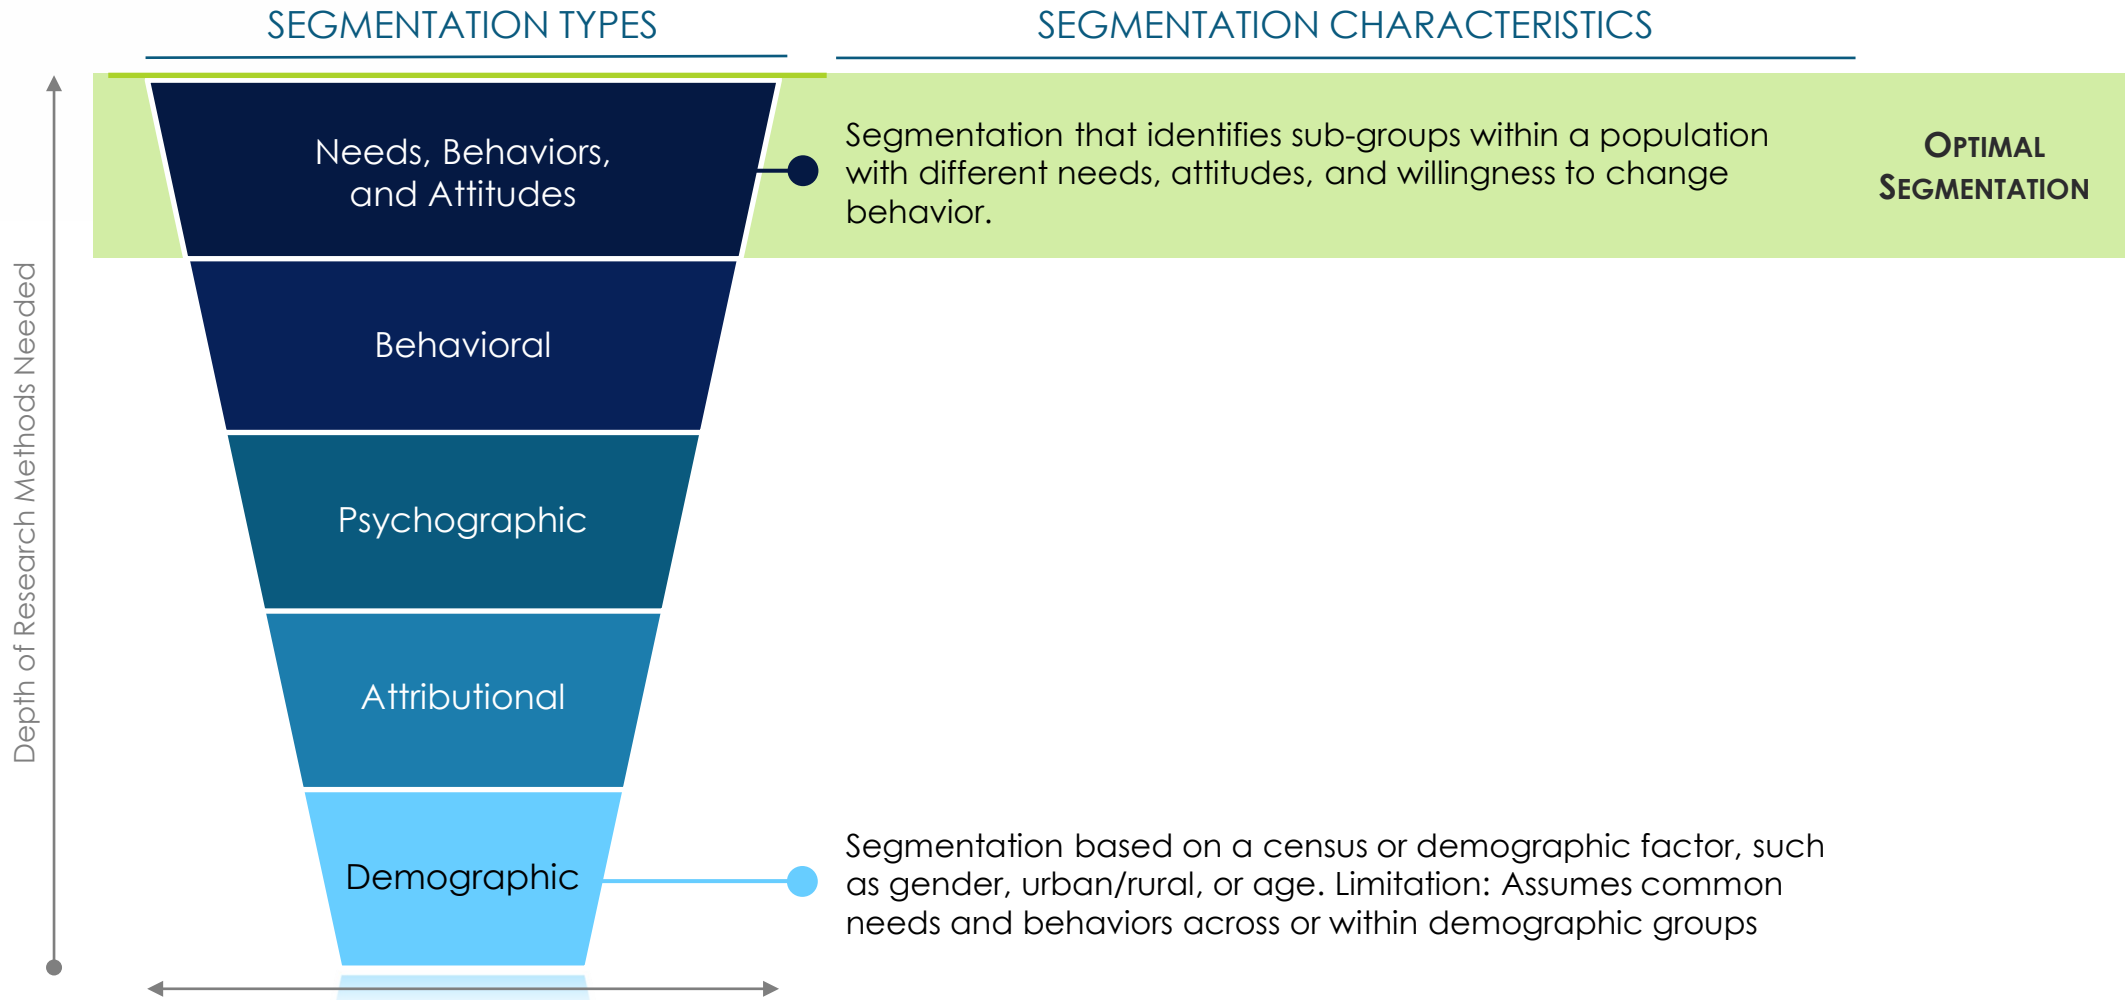 SEGMENTATION TYPES
SEGMENTATION CHARACTERISTICS
Needs, Behaviors,
and Attitudes
Segmentation that identifies sub-groups within a population
with different needs, attitudes, and willingness to change
behavior.
OPTIMAL
SEGMENTATION
Behavioral
Psychographic
Attributional
Demographic
Segmentation based on a census or demographic factor, such
as gender, urban/rural, or age. Limitation: Assumes common
needs and behaviors across or within demographic groups
Depth of Research Methods Needed